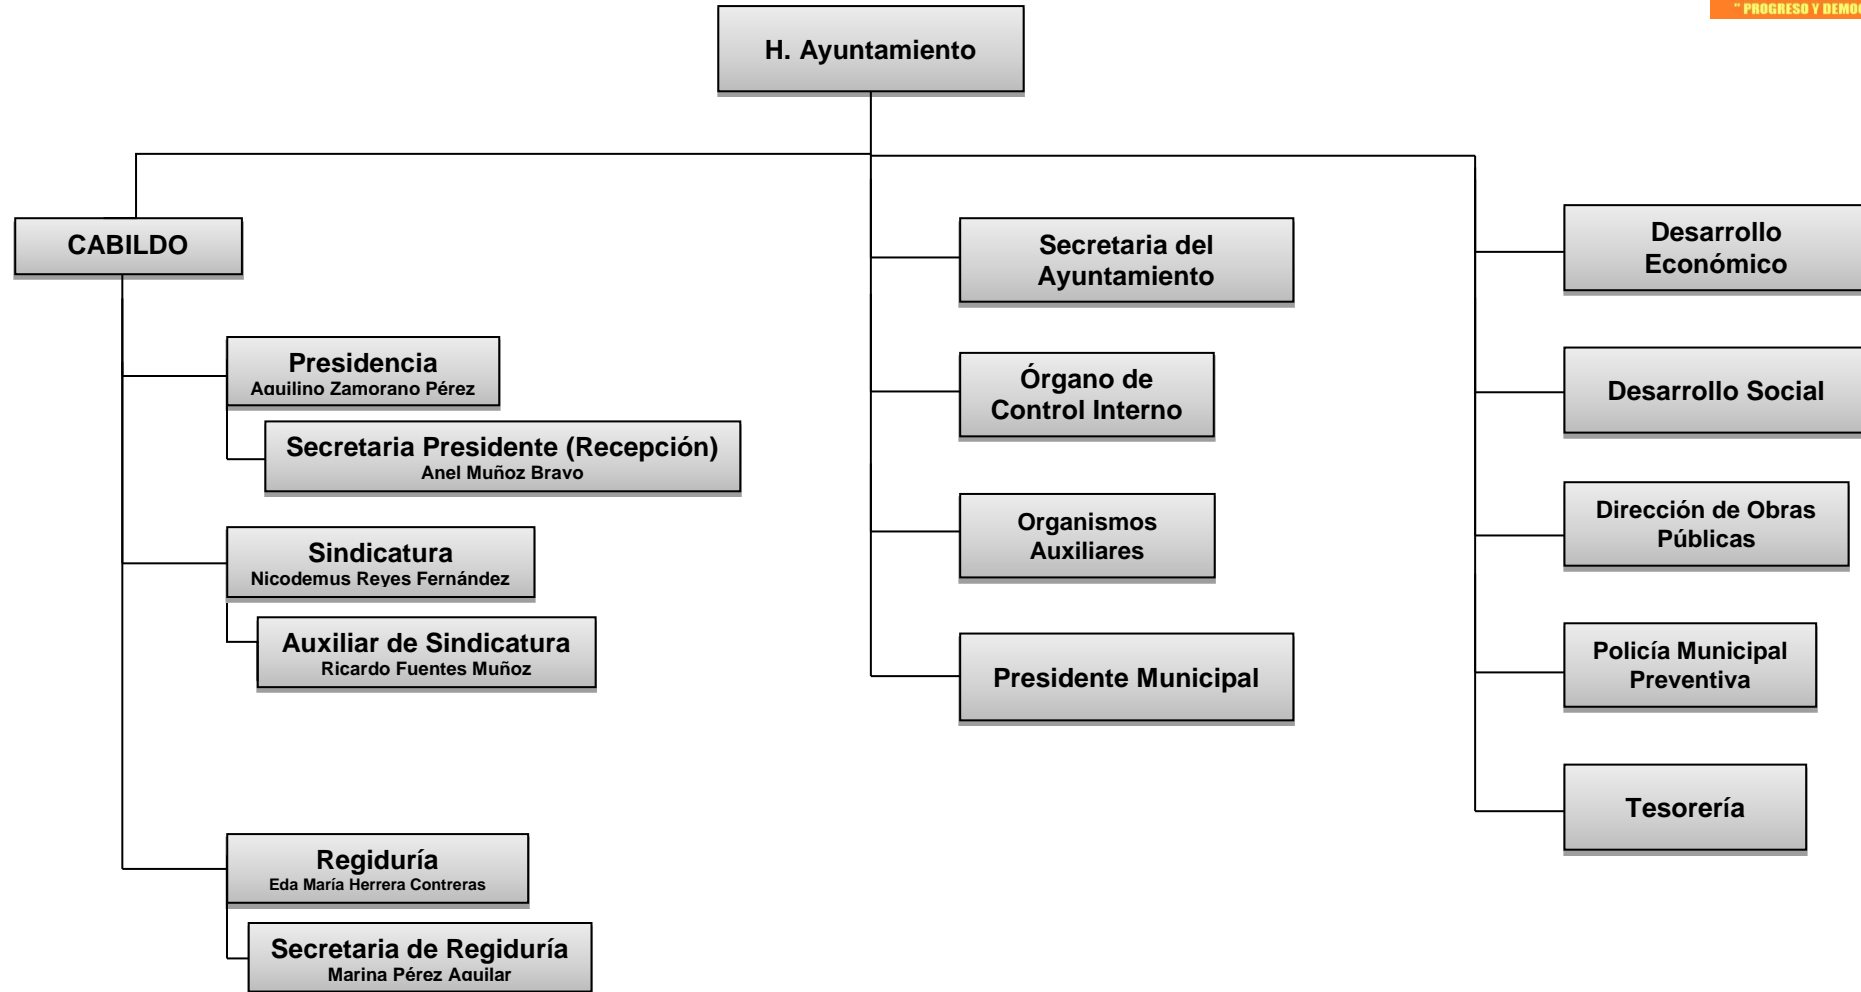 " PROGRESO Y
H. Ayuntamiento
CABILDO
Presidencia
Aquilino Zamorano Pérez
Secretaria Presidente (Recepción)
Anel Muñoz Bravo
Sindicatura
Nicodemus Reyes Fernández
Auxiliar de Sindicatura
Ricardo Fuentes Muñoz
Regiduría
Eda María Herrera Contreras
Secretaria de Regiduría
Marina Pérez Aguilar
Secretaria del
Ayuntamiento
Órgano de
Control Interno
Organismos
Auxiliares
Presidente Municipal
Desarrollo
Económico
Desarrollo Social
Dirección de Obras
Públicas
Policía Municipal
Preventiva
Tesorería